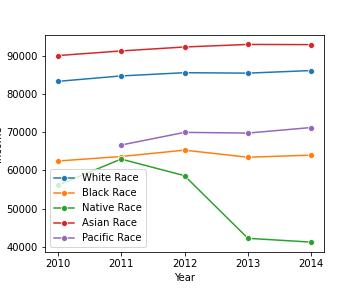 90000
80000
70000
60000
50000
40000
White Race
Black Race
Native Race
Asian Race
Pacific Race
2010
2011
2012
2013
2014
Year